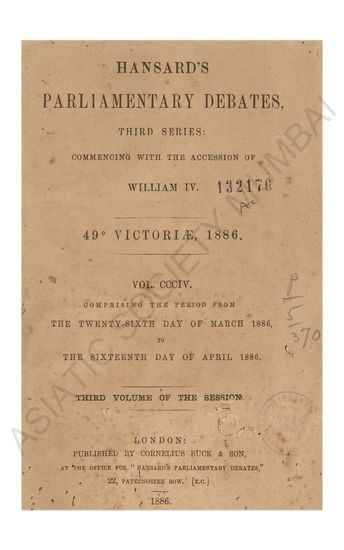 HANSARD'S
PARLIAMENTARY DEBATES,
THIRD SERIES:
COMMENCING WITH THE ACCESSION OF
WILLIAM IV.
132176
49° VICTORIÆ, 1886.
VOL. CCCIV.
COMPRISING THE PERIOD FROM
THE TWENTY-SIXTH DAY OF MARCH 1886,
TO
THE SIXTEENTH DAY OF APRIL 1886.
P
5
370
THIRD VOLUME OF THE SESSION.
LONDON:
PUBLISHED BY CORNELIUS BUCK & SON,
AT THE OFFICE FOR "HANSARD'S PARLIAMENTARY DEBATES,"
22, PATERNOSTER ROW. [E.C.]
1886.
ASIATIC SOCIETY MUMBAI